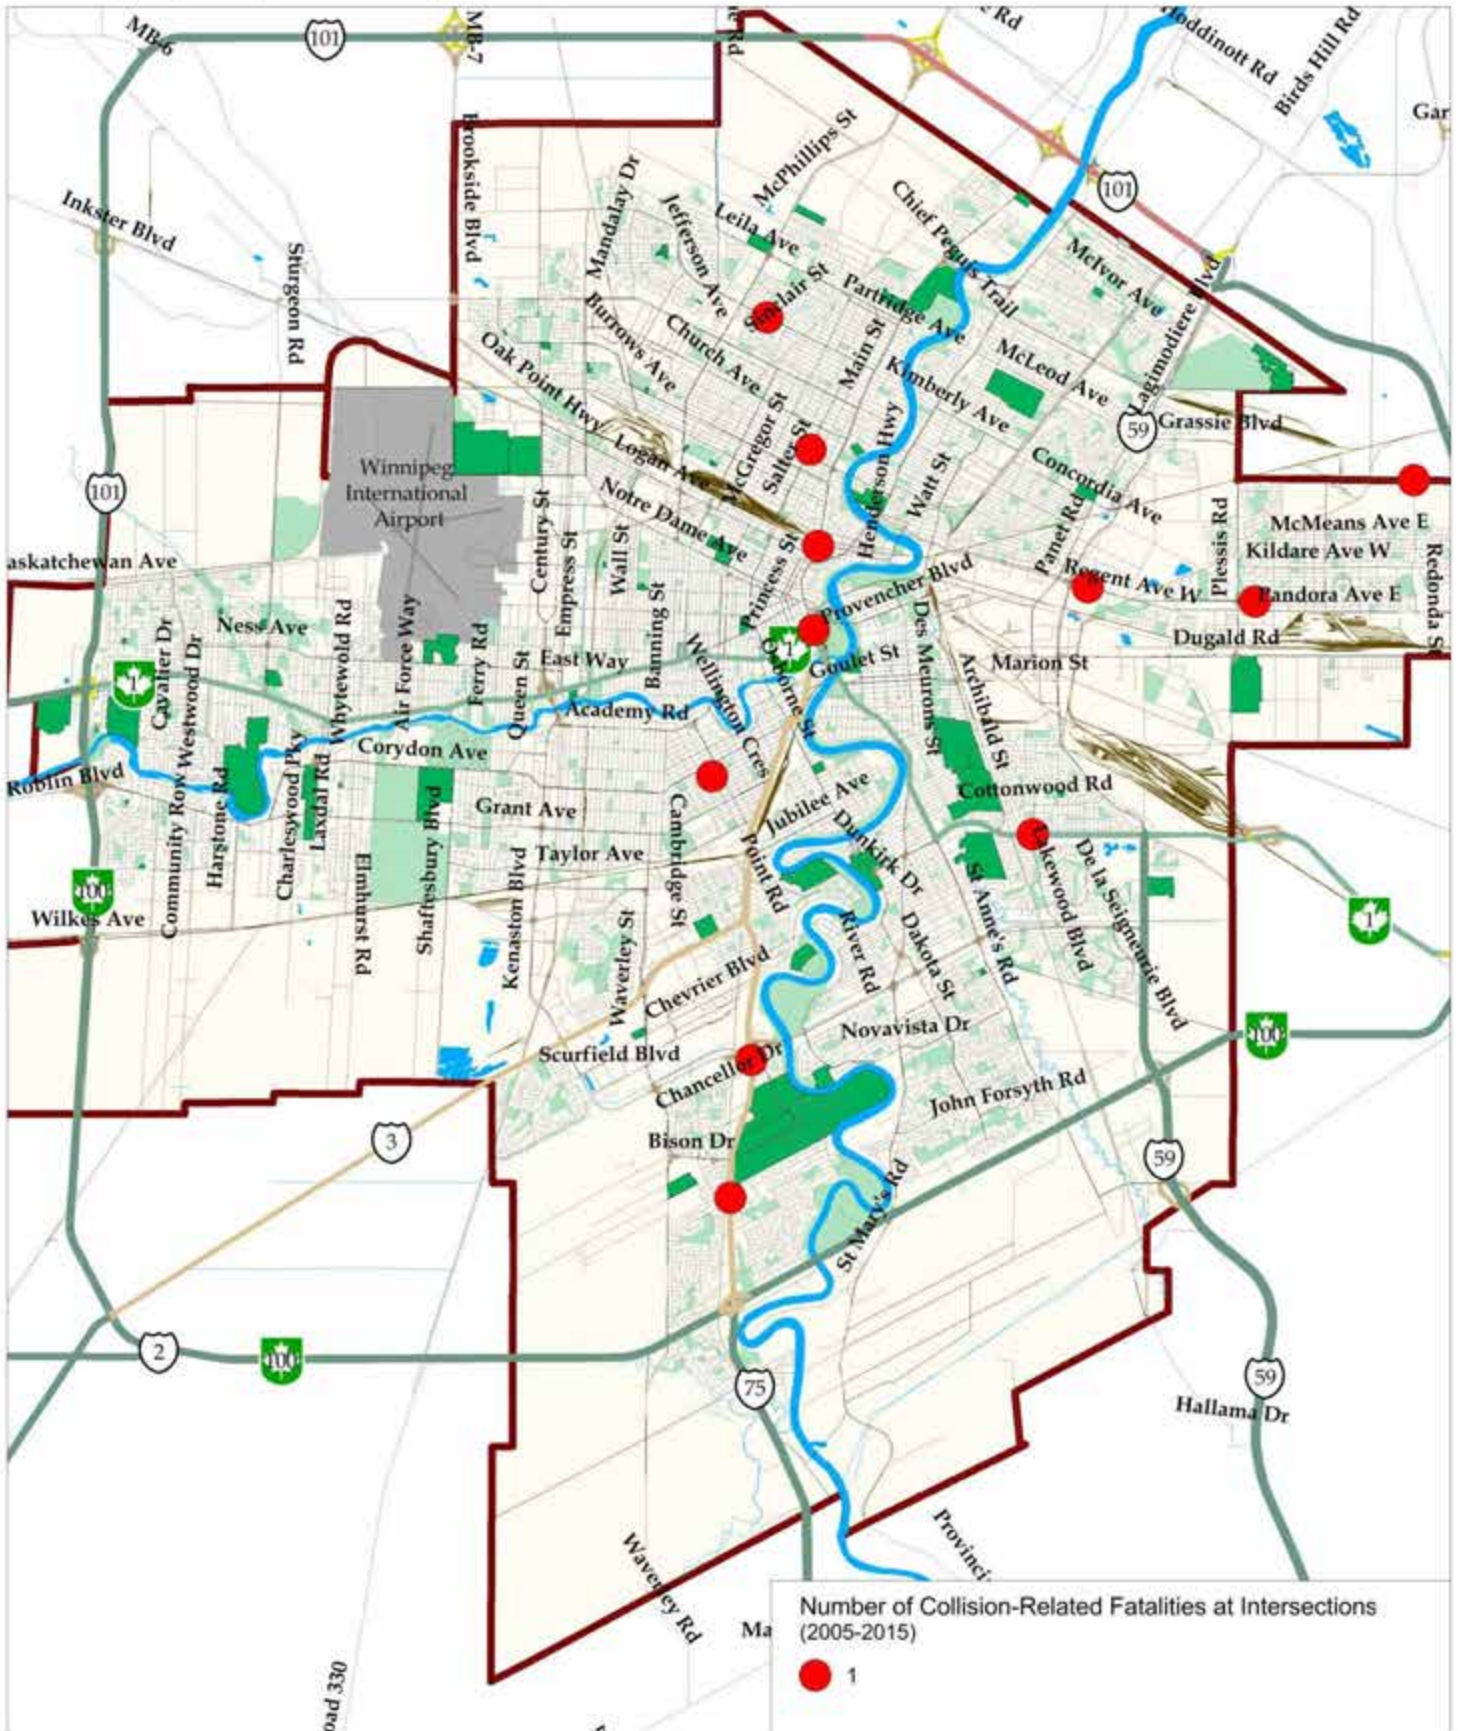 MB-6
101
MB-7
Hoddinott Rd
Birds Hill Rd
Gar
Brookside Blvd
McPhillips St
Mandalay Dr
Jefferson Ave
Leila Ave
Chief Peguis Trail
101
Inkster Blvd
Sturgeon Rd
McIvor Ave
Lagimodiere Blvd
Sinclair St
Partridge Ave
Burrows Ave
Church Ave
Main St
Oak Point Hwy
McLeod Ave
Kimberly Ave
59
Grassie Blvd
McGregor St
Salter St
Henderson Hwy
Logan Ave
Watt St
Concordia Ave
Winnipeg
International
Airport
101
Notre Dame Ave
Century St
Empress St
Wall St
Princess St
Panet Rd
Plessis Rd
McMeans Ave E
Kildare Ave W
askatchewan Ave
Provencher Blvd
Regent Ave W
Pandora Ave E
Redonda St
Ness Ave
Banning St
Dugald Rd
Cavalier Dr
Westwood Dr
Whytewold Rd
Air Force Way
Ferry Rd
Queen St
East Way
Wellington Cres
Osborne St
1
Goulet St
Des Meurons St
Archibald St
Marion St
1
Academy Rd
Corydon Ave
Roblin Blvd
Community Row
Harstone Rd
Charleswood Pky
Laxdal Rd
Shaftesbury Blvd
Grant Ave
Cambridge St
Jubilee Ave
Cottonwood Rd
Elmhurst Rd
Taylor Ave
Point Rd
Dunkirk Dr
Lakewood Blvd
De la Seigneurie Blvd
100
Wilkes Ave
Kenaston Blvd
Waverley St
River Rd
Dakota St
St Anne's Rd
1
Chevrier Blvd
Novavista Dr
100
Scurfield Blvd
Chancellor Dr
John Forsyth Rd
3
Bison Dr
59
St Mary's Rd
2
100
75
59
Hallama Dr
Waverley Rd
Provinci
Ma
oad 330
Number of Collision-Related Fatalities at Intersections
(2005-2015)
1